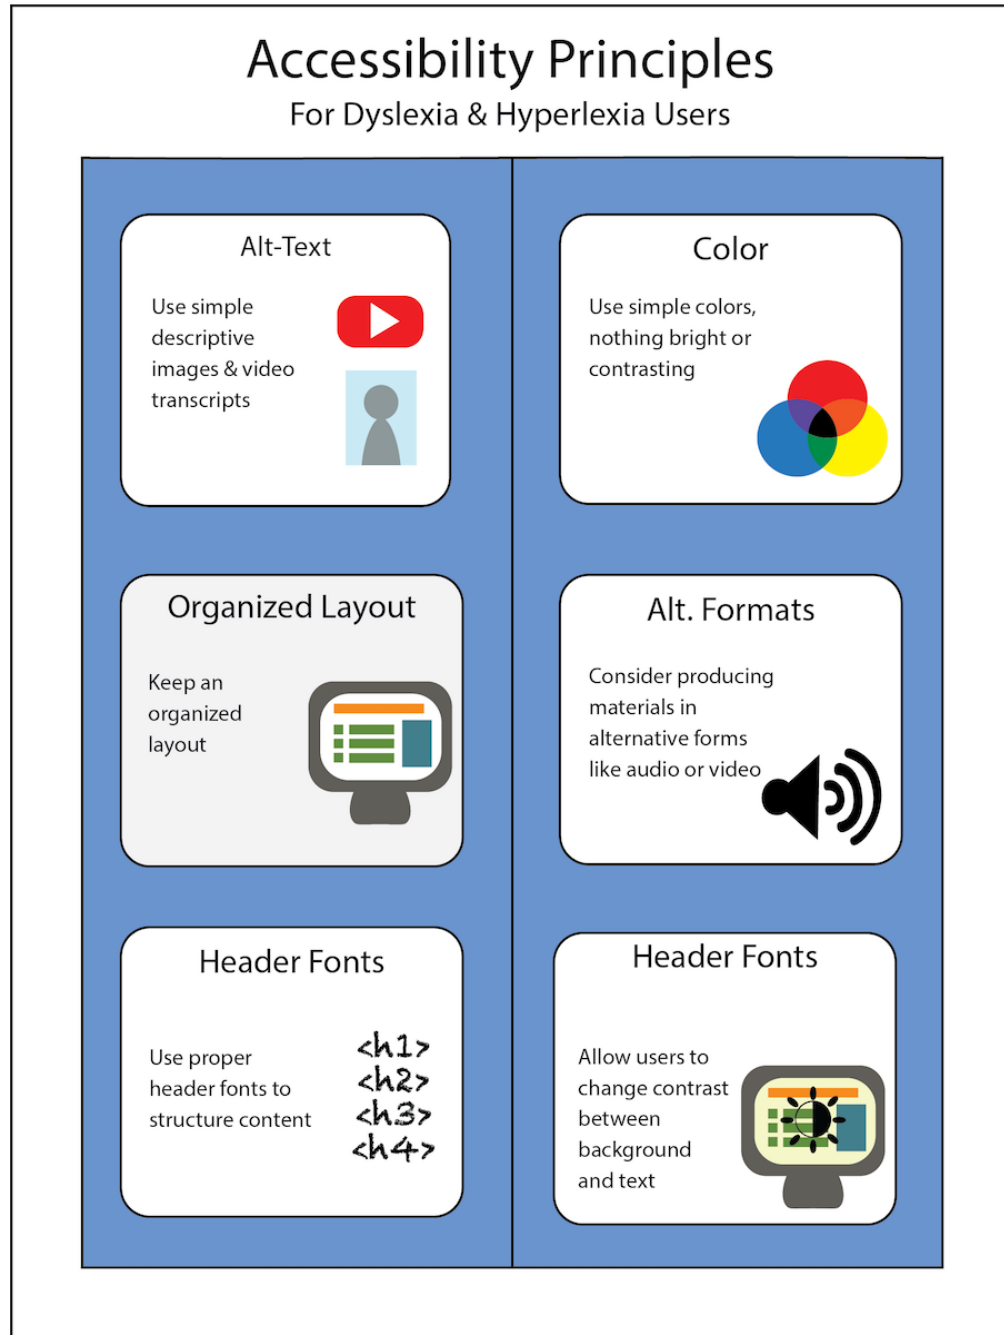 Accessibility Principles
For Dyslexia & Hyperlexia Users
Alt-Text
Use simple
descriptive
images & video
transcripts
Color
Use simple colors,
nothing bright or
contrasting
Organized Layout
Keep an
organized
layout
Alt. Formats
Consider producing
materials in
alternative forms
like audio or video
Header Fonts
Use proper
header fonts to
structure content
<h1>
<h2>
<h3>
<h4>
Header Fonts
Allow users to
change contrast
between
background
and text